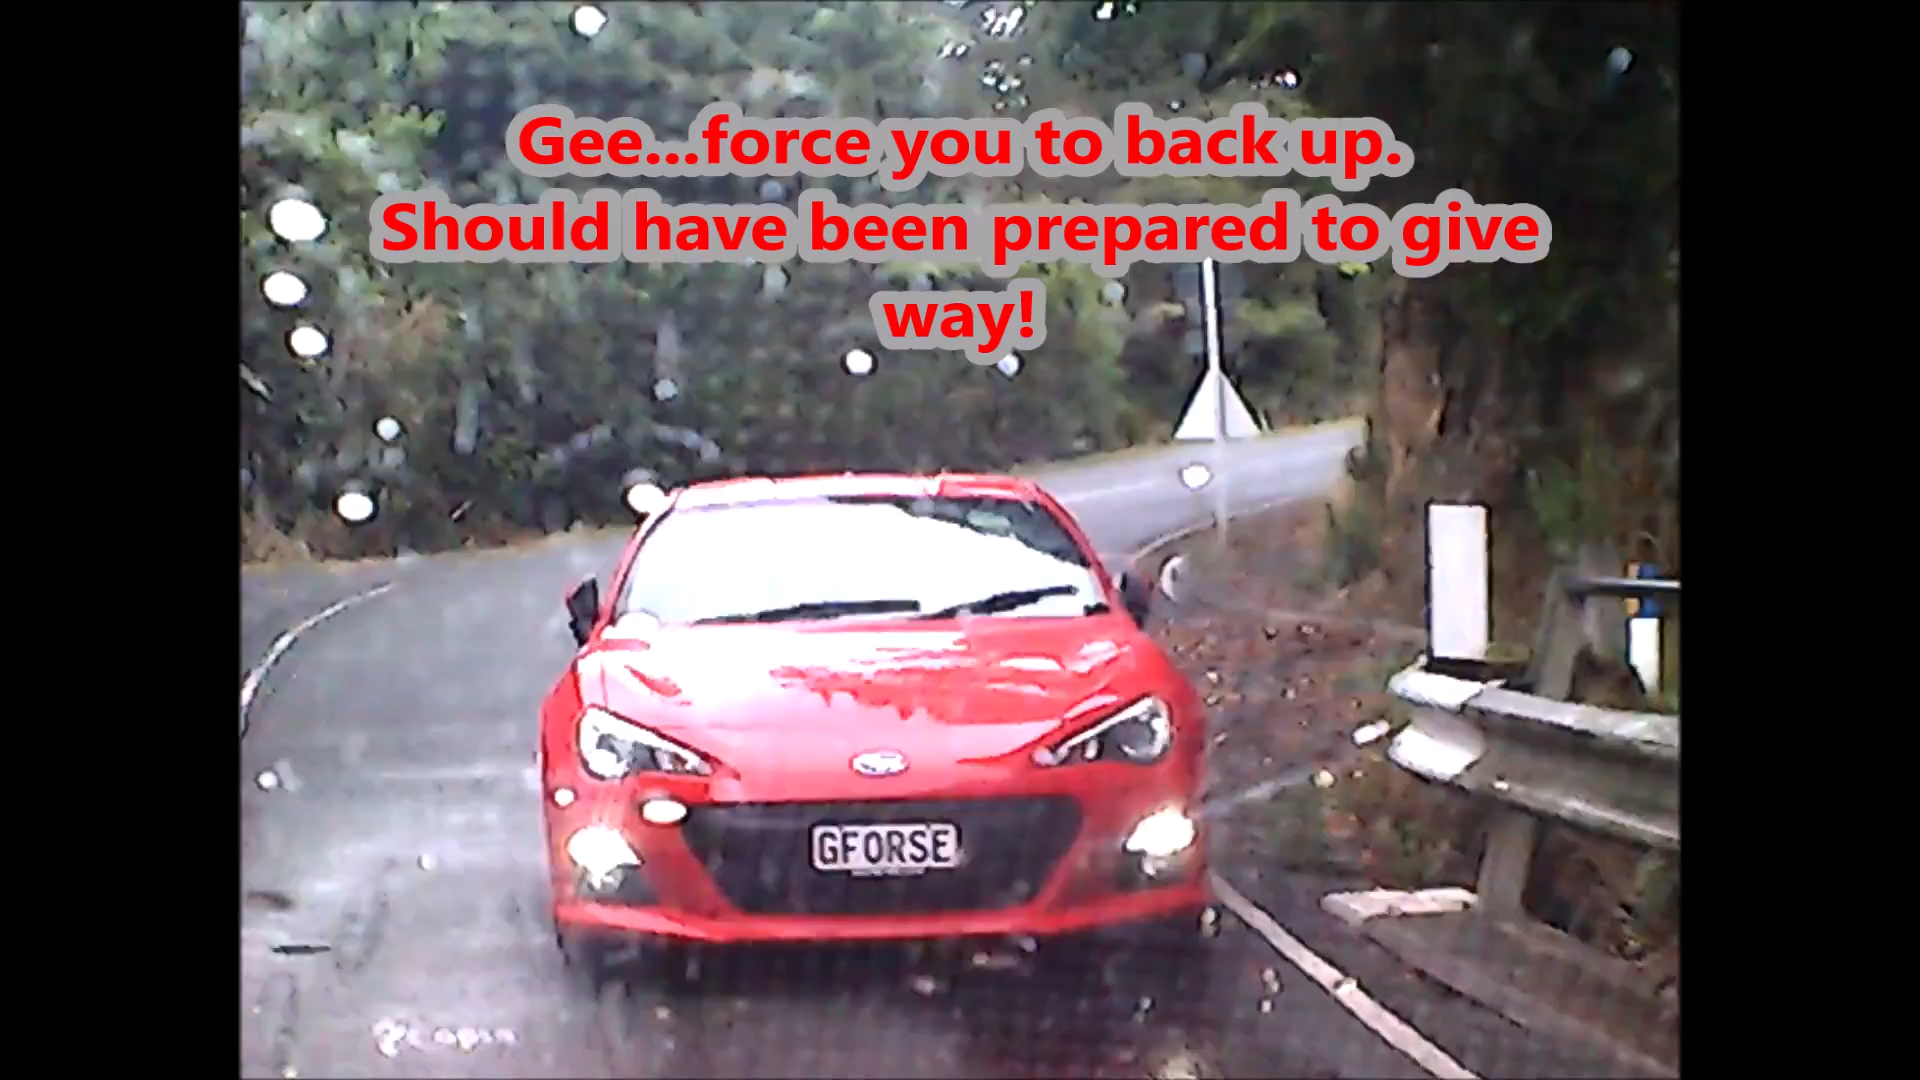 Gee...force you to back up.
Should have been prepared to give
way!
GFORSE